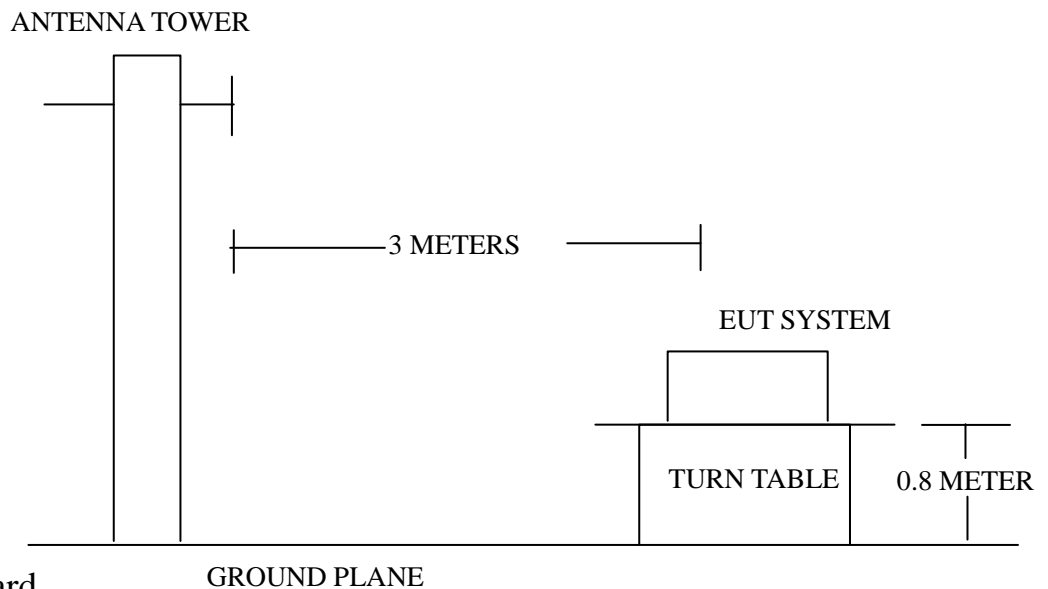 ANTENNA TOWER
3 METERS
EUT SYSTEM
TURN TABLE
0.8 METER
GROUND PLANE